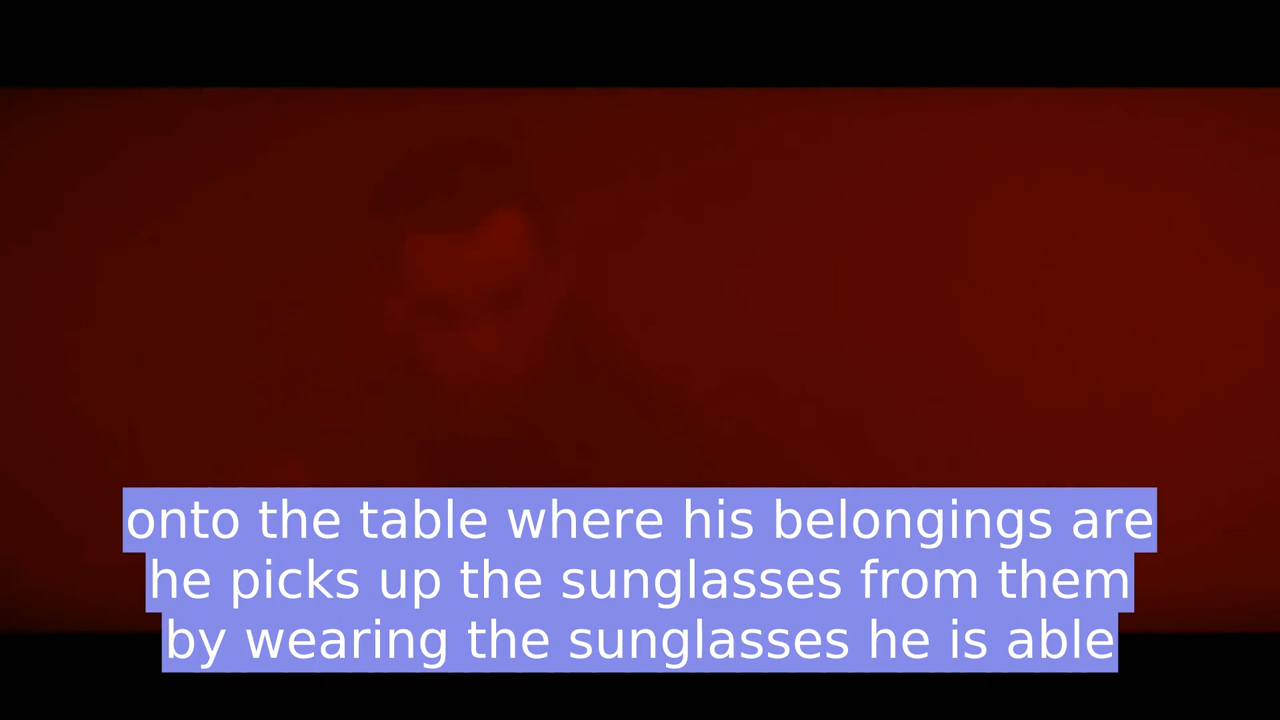 onto the table where his belongings are
he picks up the sunglasses from them
by wearing the sunglasses he is able